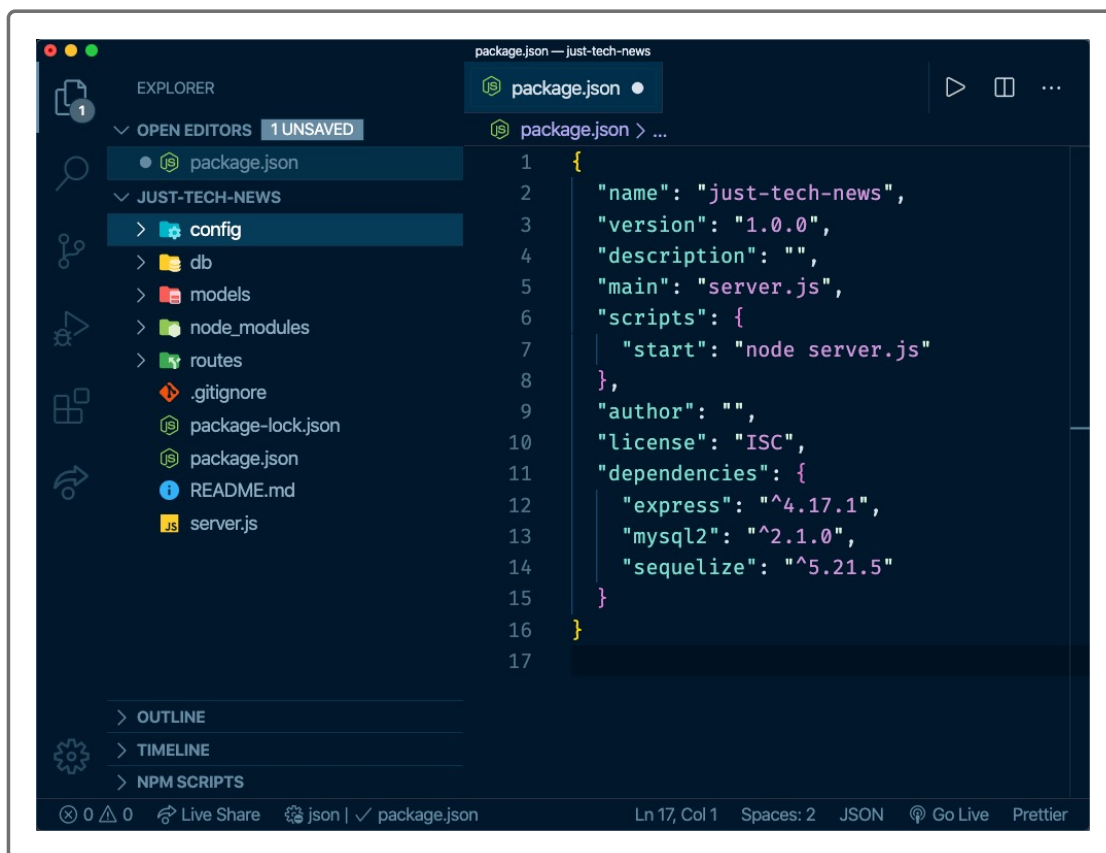 package.json — just-tech-news
EXPLORER
OPEN EDITORS 1 UNSAVED
package.json
JUST-TECH-NEWS
config
db
models
node_modules
routes
.gitignore
package-lock.json
package.json
README.md
server.js
OUTLINE
TIMELINE
NPM SCRIPTS
1
package.json
package.json > ...
1 {
2 "name": "just-tech-news",
3 "version": "1.0.0",
4 "description": "",
5 "main": "server.js",
6 "scripts": {
7 "start": "node server.js"
8 },
9 "author": "",
10 "license": "ISC",
11 "dependencies": {
12 "express": "^4.17.1",
13 "mysql2": "^2.1.0",
14 "sequelize": "^5.21.5"
15 }
16 }
17
0 0 Live Share json | ✓ package.json Ln 17, Col 1 Spaces: 2 JSON Go Live Prettier